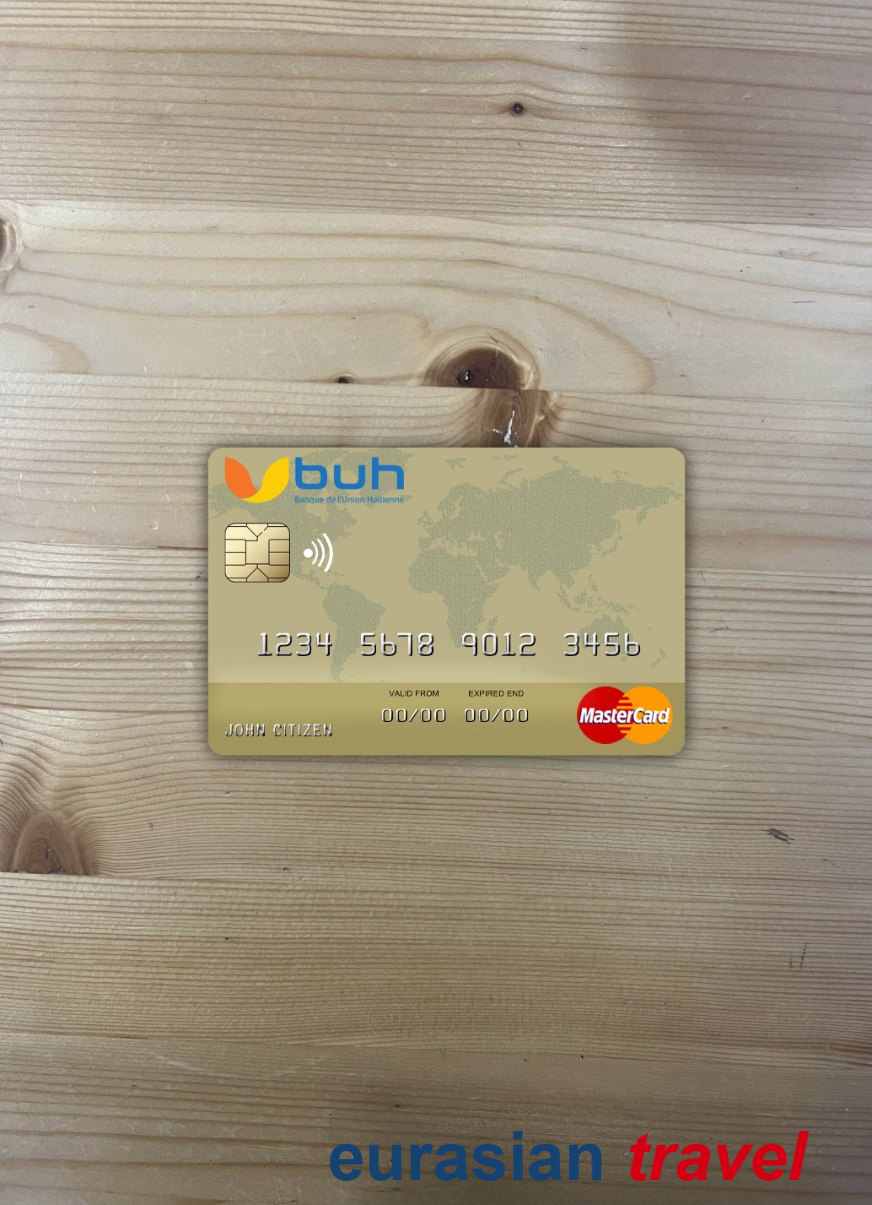 buh
Banque de l'Union Haïtienne
1234 5678 9012 3456
VALID FROM EXPIRED END
00/00 00/00
JOHN CITIZEN
MasterCard
eurasian travel